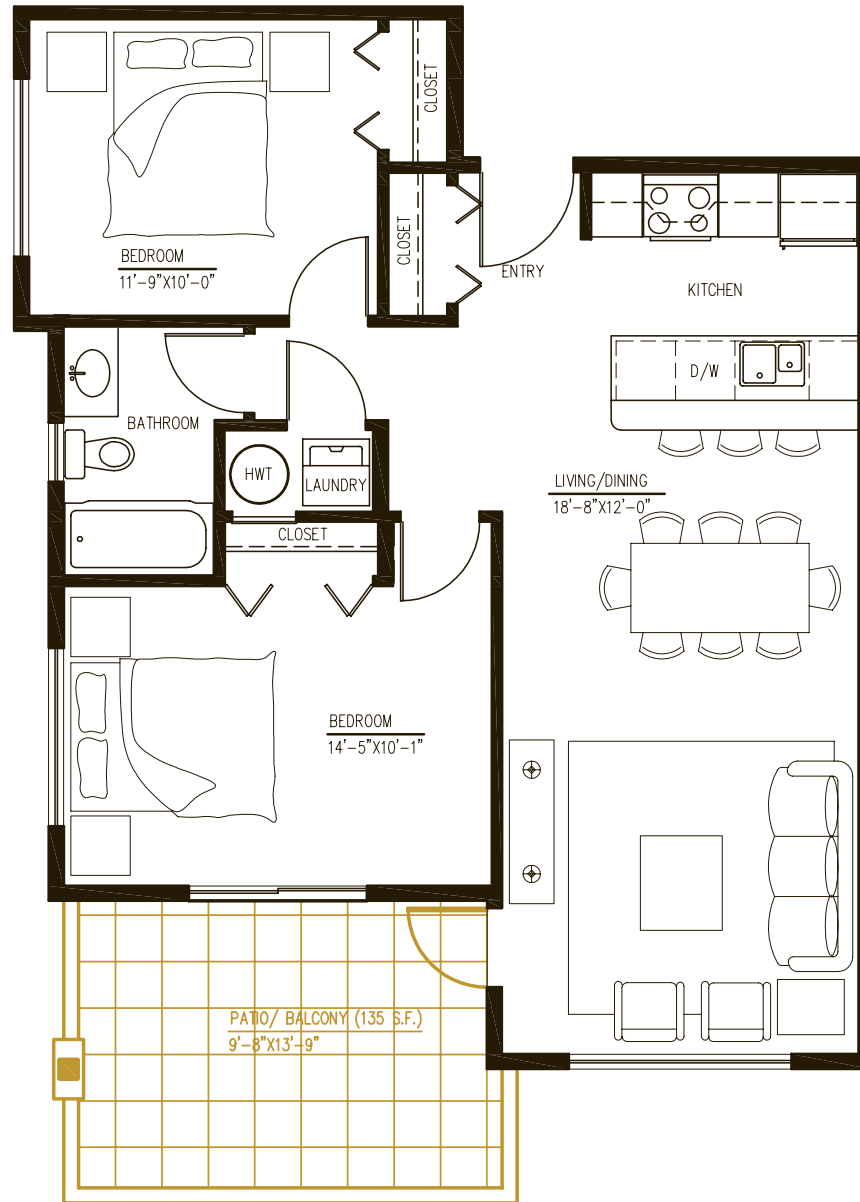 CLOSET
BEDROOM
11'-9"X10'-0"
CLOSET
ENTRY
KITCHEN
D/W
BATHROOM
HWT
LAUNDRY
LIVING/DINING
18'-8"X12'-0"
CLOSET
BEDROOM
14'-5"X10'-1"
PATIO/ BALCONY (135 S.F.)
9'-8"X13'-9"